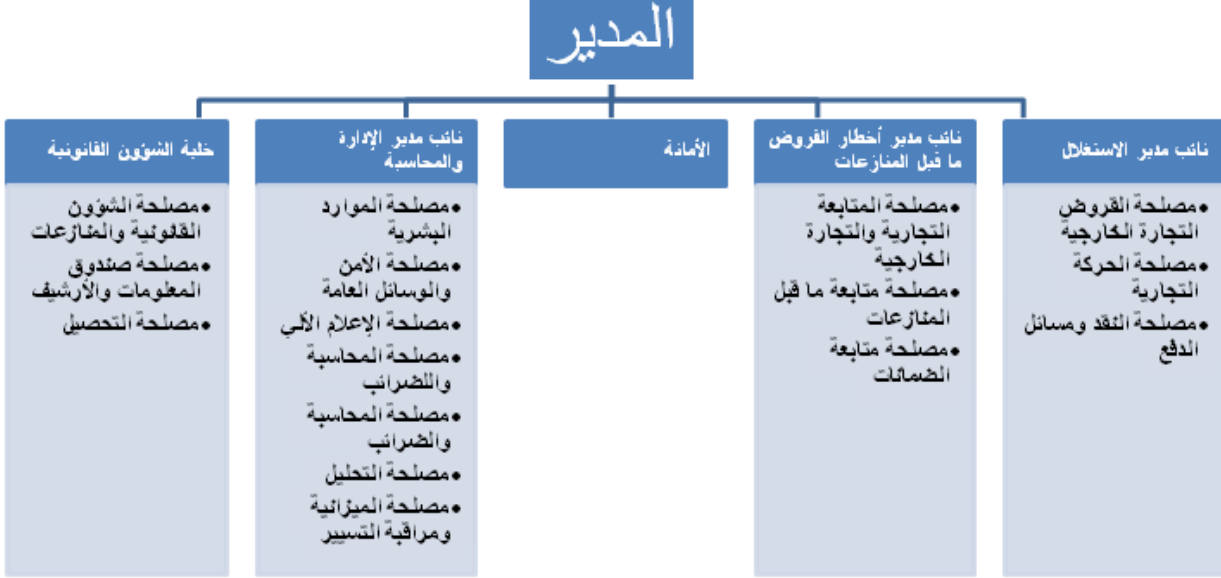 المدير
نائب مدير الاستغلال
•مصلحة القروض
التجارة الخارجية
•مصلحة الحركة
التجارية
•مصلحة النقد ومسائل
الدفع
نائب مدير أخطار القروض
ما قبل المنازعات
•مصلحة المتابعة
التجارية والتجارة
الخارجية
•مصلحة متابعة ما قبل
المنازعات
•مصلحة متابعة
الضمانات
الأمانة
نائب مدير الإدارة
والمحاسبة
•مصلحة الموارد
البشرية
•مصلحة الأمن
والوسائل العامة
•مصلحة الإعلام الآلي
•مصلحة المحاسبة
واللضرائب
•مصلحة المحاسبة
والضرائب
•مصلحة التحليل
•مصلحة الميزانية
ومراقبة التسيير
خلية الشؤون القانونية
•مصلحة الشؤون
القانونية والمنازعات
•مصلحة صندوق
المعلومات والأرشيف
•مصلحة التحصيل